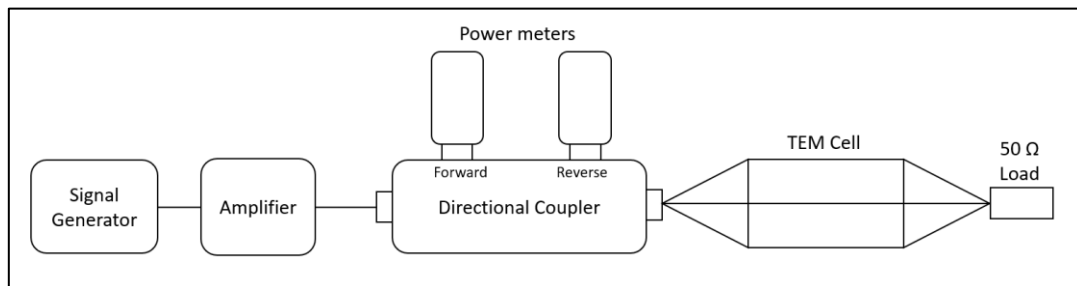 Power meters
Forward
Reverse
TEM Cell
50 Ω
Load
Signal
Generator
Amplifier
Directional Coupler